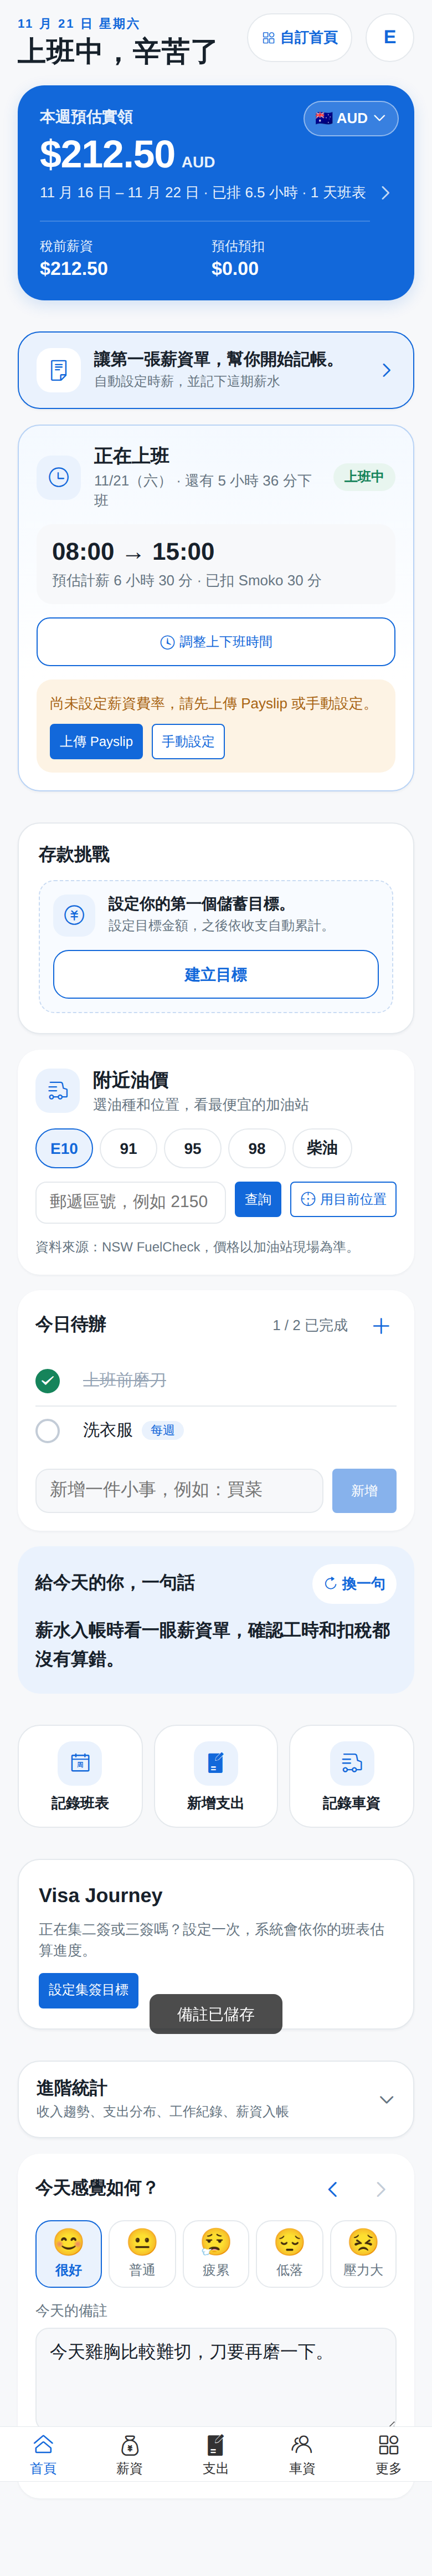 11 月 21 日 星期六
上班中，辛苦了
自訂首頁
E
本週預估實領
🇦🇺 AUD
$212.50 AUD
11 月 16 日 – 11 月 22 日 · 已排 6.5 小時 · 1 天班表
稅前薪資
預估預扣
$212.50
$0.00
讓第一張薪資單，幫你開始記帳。
自動設定時薪，並記下這期薪水
正在上班
11/21（六） · 還有 5 小時 36 分下
班
上班中
08:00 → 15:00
預估計薪 6 小時 30 分 · 已扣 Smoko 30 分
調整上下班時間
尚未設定薪資費率，請先上傳 Payslip 或手動設定。
上傳 Payslip
手動設定
存款挑戰
設定你的第一個儲蓄目標。
設定目標金額，之後依收支自動累計。
建立目標
附近油價
選油種和位置，看最便宜的加油站
E10
91
95
98
柴油
郵遞區號，例如 2150
查詢
用目前位置
資料來源：NSW FuelCheck，價格以加油站現場為準。
今日待辦
1 / 2 已完成
上班前磨刀
洗衣服
每週
新增一件小事，例如：買菜
新增
給今天的你，一句話
換一句
薪水入帳時看一眼薪資單，確認工時和扣稅都
沒有算錯。
記錄班表
新增支出
記錄車資
Visa Journey
正在集二簽或三簽嗎？設定一次，系統會依你的班表估
算進度。
設定集簽目標
備註已儲存
進階統計
收入趨勢、支出分布、工作紀錄、薪資入帳
今天感覺如何？
很好
普通
疲累
低落
壓力大
今天的備註
今天雞胸比較難切，刀要再磨一下。
首頁
薪資
支出
車資
更多